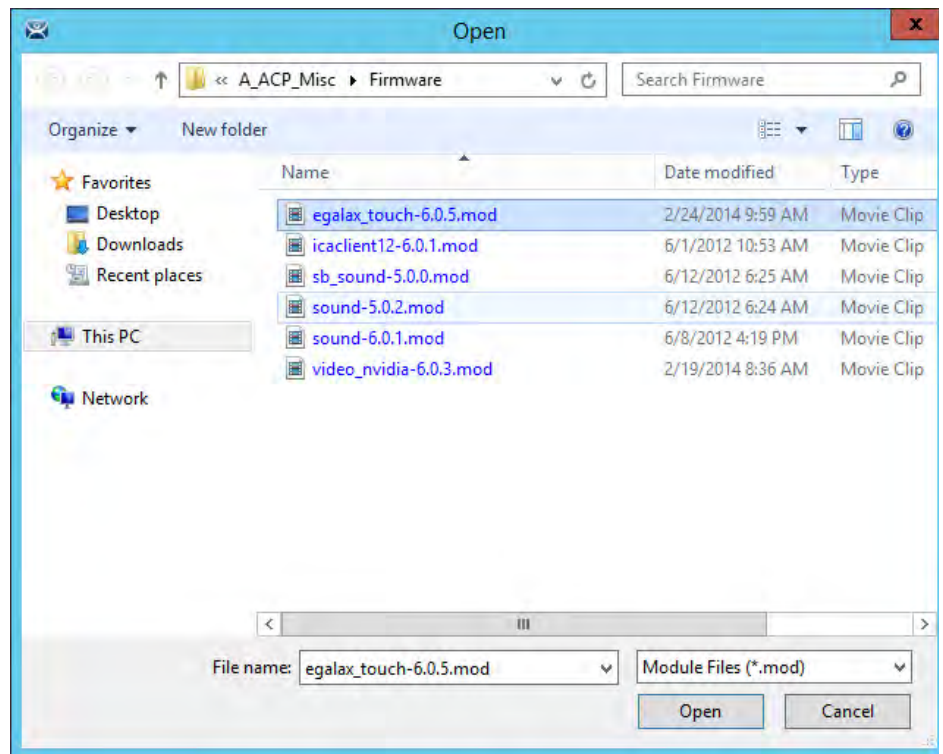 Open
x
« A_ACP_Misc ▸ Firmware
Search Firmware
Organize
New folder
Favorites
Desktop
Downloads
Recent places
This PC
Network
Name Date modified Type
egalax_touch-6.0.5.mod 2/24/2014 9:59 AM Movie Clip
icaclient12-6.0.1.mod 6/1/2012 10:53 AM Movie Clip
sb_sound-5.0.0.mod 6/12/2012 6:25 AM Movie Clip
sound-5.0.2.mod 6/12/2012 6:24 AM Movie Clip
sound-6.0.1.mod 6/8/2012 4:19 PM Movie Clip
video_nvidia-6.0.3.mod 2/19/2014 8:36 AM Movie Clip
File name: egalax_touch-6.0.5.mod Module Files (*.mod)
Open Cancel